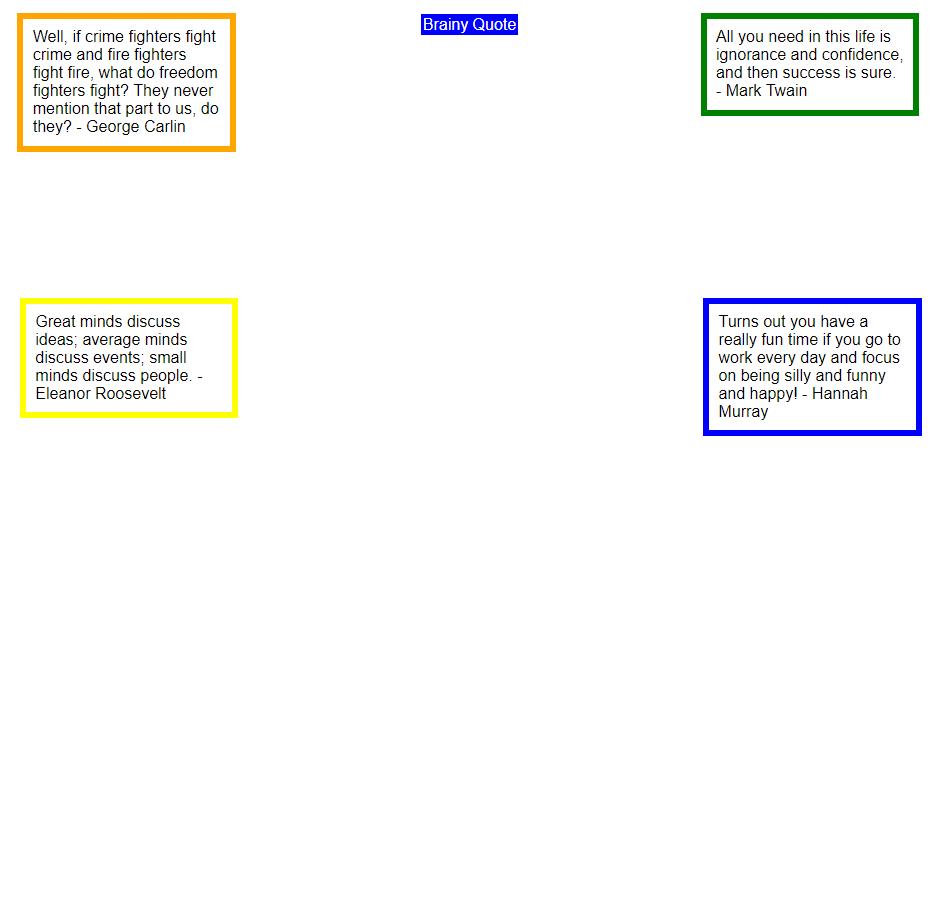 Well, if crime fighters fight
crime and fire fighters
fight fire, what do freedom
fighters fight? They never
mention that part to us, do
they? - George Carlin
Brainy Quote
All you need in this life is
ignorance and confidence,
and then success is sure.
- Mark Twain
Great minds discuss
ideas; average minds
discuss events; small
minds discuss people. -
Eleanor Roosevelt
Turns out you have a
really fun time if you go to
work every day and focus
on being silly and funny
and happy! - Hannah
Murray